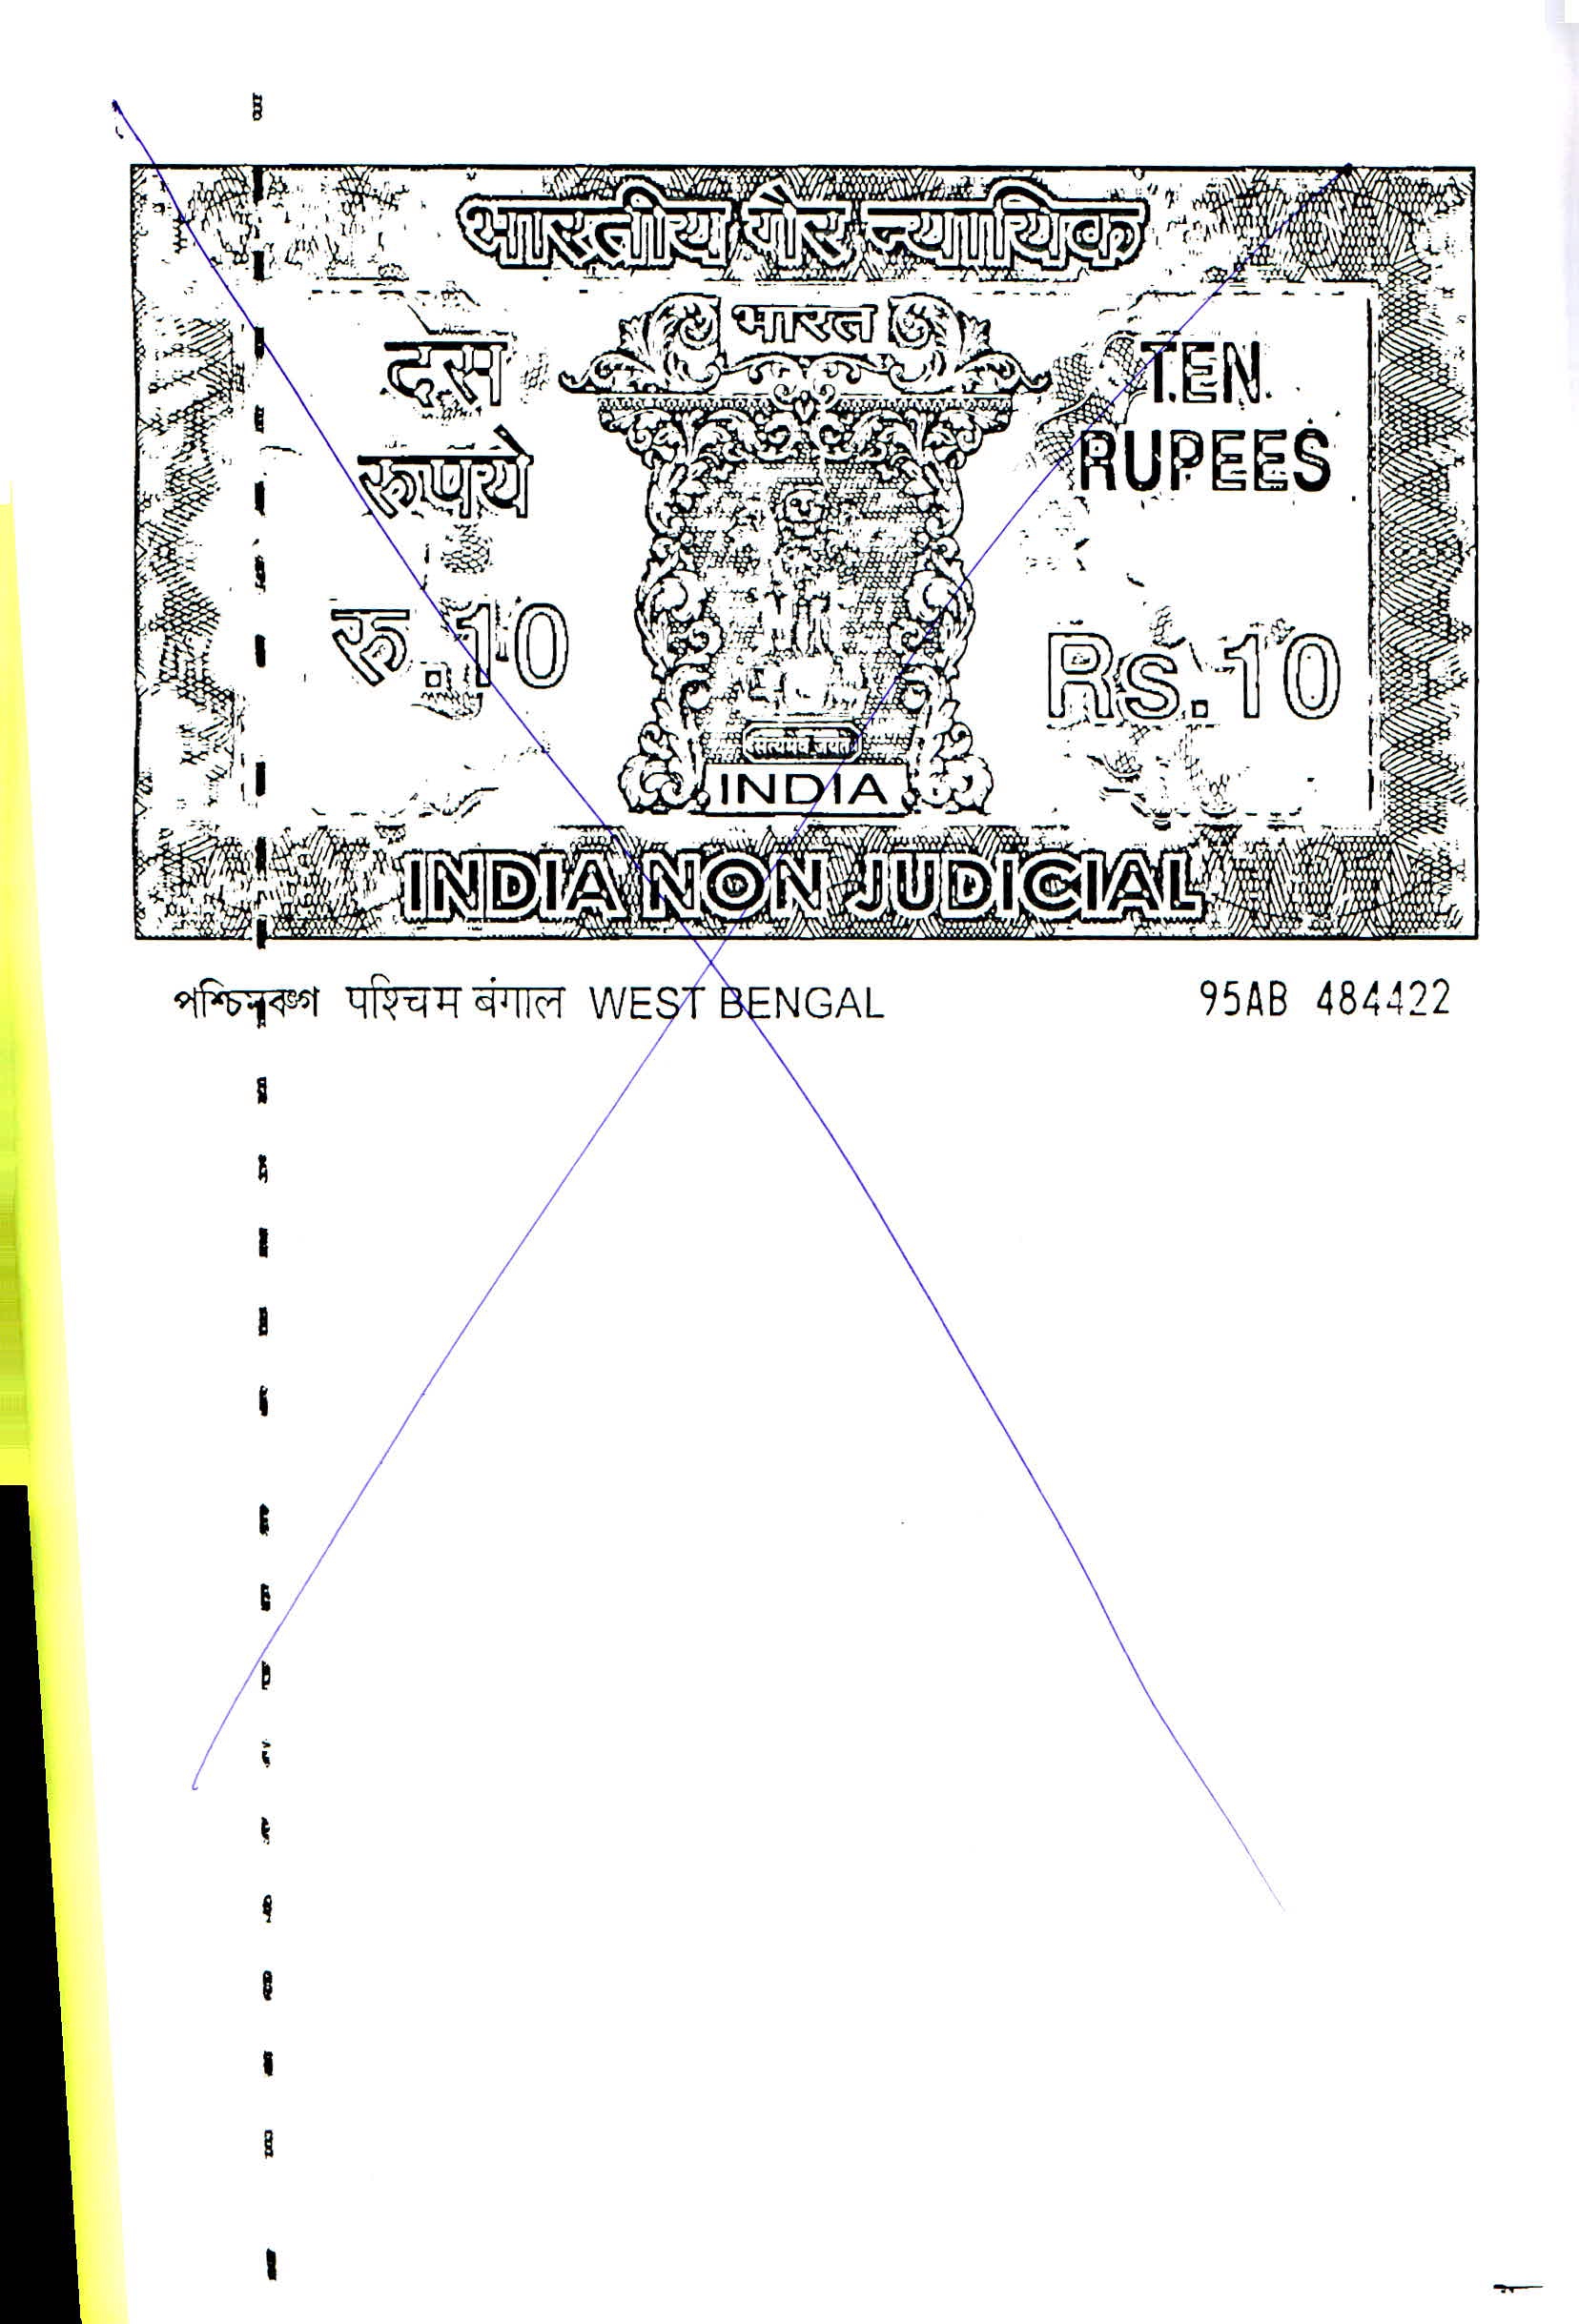 भारतीय गैर न्यायिक
भारत
दस
रुपये
रु.10
TEN
RUPEES
Rs.10
सत्यमेव जयते
INDIA
INDIA NON JUDICIAL
পশ্চিমবঙ্গ पश्चिम बंगाल WEST BENGAL
95AB 484422